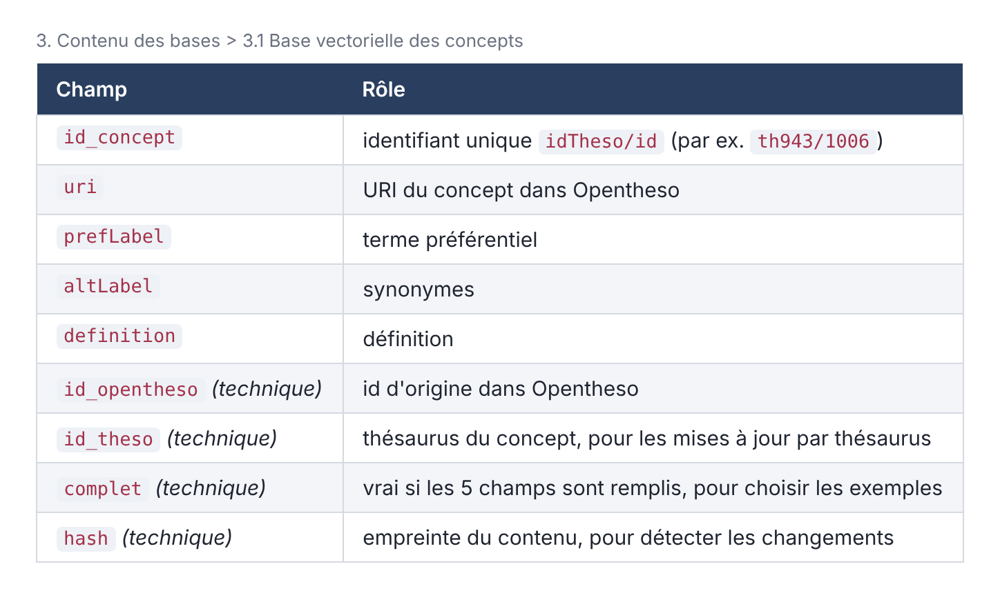 3. Contenu des bases > 3.1 Base vectorielle des concepts
Champ Rôle
id_concept identifiant unique idTheso/id (par ex. th943/1006)
uri URI du concept dans Opentheso
prefLabel terme préférentiel
altLabel synonymes
definition définition
id_opentheso (technique) id d'origine dans Opentheso
id_theso (technique) thésaurus du concept, pour les mises à jour par thésaurus
complet (technique) vrai si les 5 champs sont remplis, pour choisir les exemples
hash (technique) empreinte du contenu, pour détecter les changements